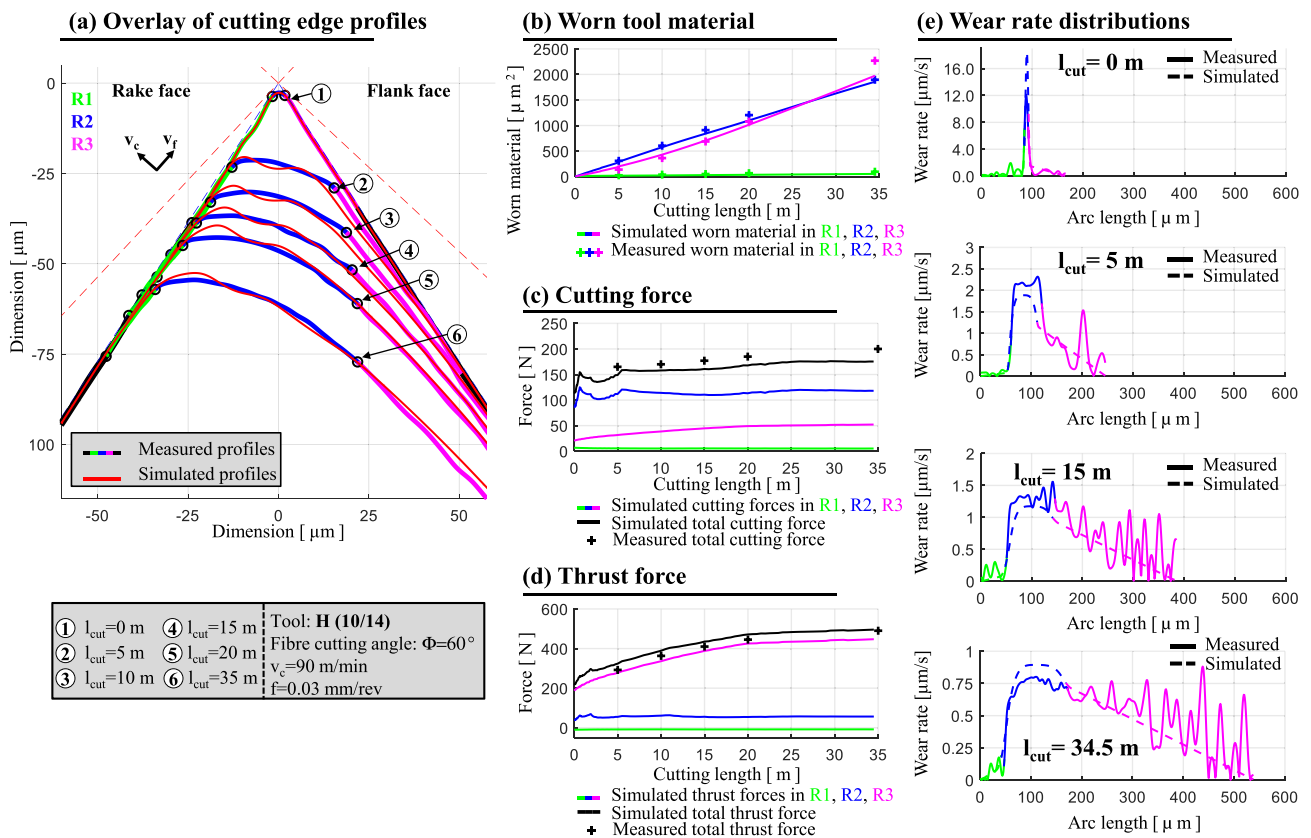 (a) Overlay of cutting edge profiles
0
-25
-50
-75
100
Dimension [ µm]
-50
-25
0
25
50
Dimension [ µm]
R1
R2
R3
Rake face
Flank face
v_c
v_f
1
2
3
4
5
6
Measured profiles
Simulated profiles
1 l_cut=0 m
2 l_cut=5 m
3 l_cut=10 m
4 l_cut=15 m
5 l_cut=20 m
6 l_cut=35 m
Tool: H (10/14)
Fibre cutting angle: Φ=60°
v_c=90 m/min
f=0.03 mm/rev
(b) Worn tool material
2500
2000
1500
1000
500
0
Worn material [ µ m²]
0 5 10 15 20 25 30 35
Cutting length [ m]
Simulated worn material in R1, R2, R3
Measured worn material in R1, R2, R3
(c) Cutting force
250
200
150
100
50
0
Force [ N]
0 5 10 15 20 25 30 35
Cutting length [ m]
Simulated cutting forces in R1, R2, R3
Simulated total cutting force
Measured total cutting force
(d) Thrust force
600
400
200
0
Force [ N]
0 5 10 15 20 25 30 35
Cutting length [ m]
Simulated thrust forces in R1, R2, R3
Simulated total thrust force
Measured total thrust force
(e) Wear rate distributions
l_cut= 0 m
Measured
Simulated
16.0
12.0
8.0
4.0
0.0
Wear rate [µm/s]
0 100 200 300 400 500 600
Arc length [ µ m]
l_cut= 5 m
Measured
Simulated
3
2.5
2
1.5
1
0.5
0
Wear rate [µm/s]
0 100 200 300 400 500 600
Arc length [ µ m]
l_cut= 15 m
Measured
Simulated
2
1.5
1
0.5
0
Wear rate [µm/s]
0 100 200 300 400 500 600
Arc length [ µ m]
l_cut= 34.5 m
Measured
Simulated
1
0.75
0.5
0.25
0
Wear rate [µm/s]
0 100 200 300 400 500 600
Arc length [ µ m]